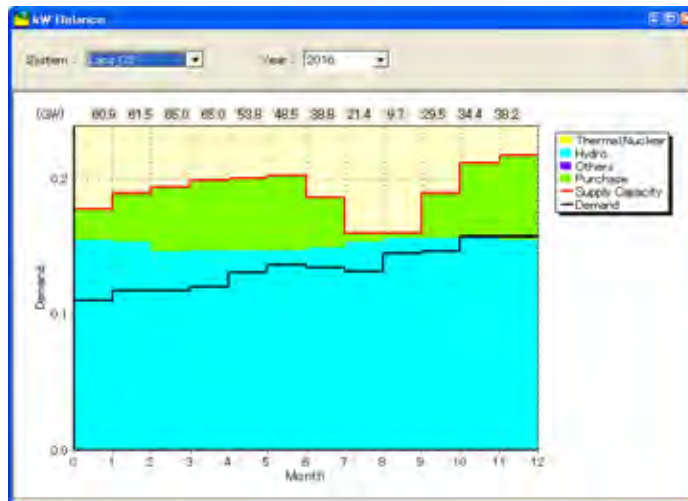 kW Balance
System : Laos C2 Year : 2016
(GW) 60.9 61.5 65.0 65.0 53.8 48.5 38.8 21.4 9.7 29.5 34.4 38.2
Thermal/Nuclear
Hydro
Others
Purchase
Supply Capacity
Demand
0.2
Demand
0.1
0.0
0 1 2 3 4 5 6 7 8 9 10 11 12
Month